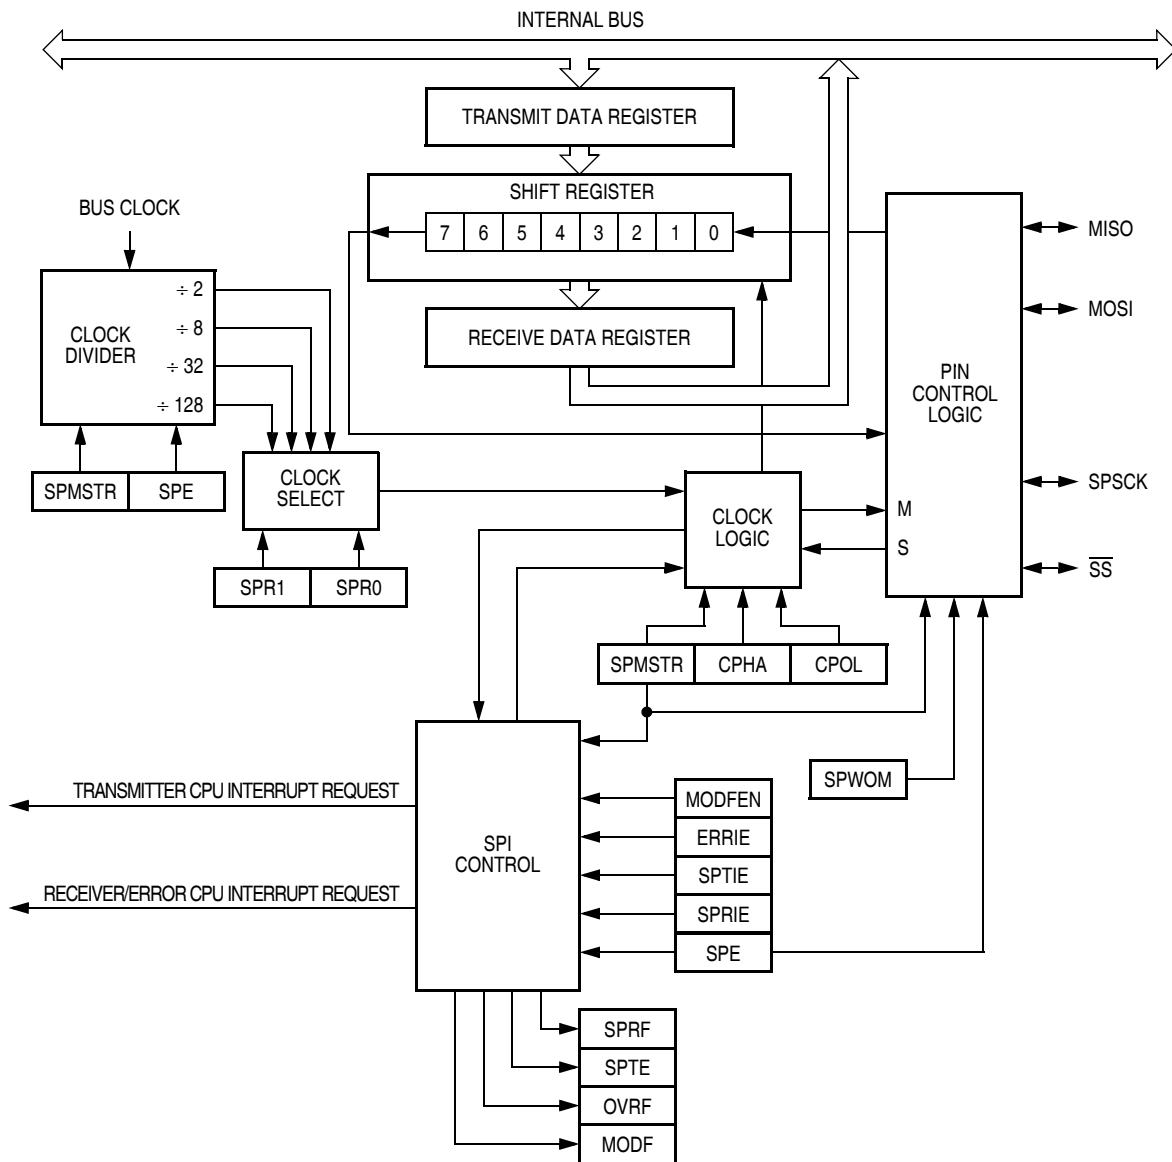 INTERNAL BUS
TRANSMIT DATA REGISTER
SHIFT REGISTER
7 6 5 4 3 2 1 0
RECEIVE DATA REGISTER
BUS CLOCK
CLOCK
DIVIDER
÷ 2
÷ 8
÷ 32
÷ 128
SPMSTR SPE
CLOCK
SELECT
SPR1 SPR0
PIN
CONTROL
LOGIC
M
S
MISO
MOSI
SPSCK
S̅S̅
CLOCK
LOGIC
SPMSTR CPHA CPOL
SPWOM
TRANSMITTER CPU INTERRUPT REQUEST
RECEIVER/ERROR CPU INTERRUPT REQUEST
SPI
CONTROL
MODFEN
ERRIE
SPTIE
SPRIE
SPE
SPRF
SPTE
OVRF
MODF